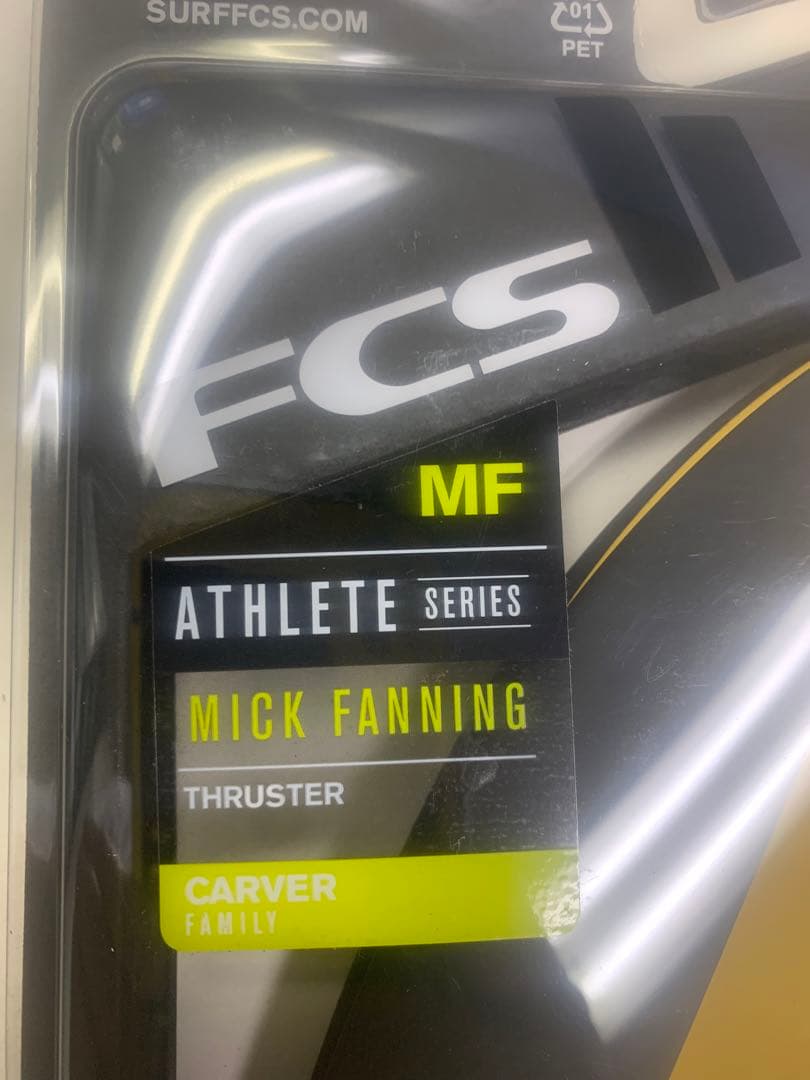 SURFFCS.COM
01
PET
FCS II
MF
ATHLETE SERIES
MICK FANNING
THRUSTER
CARVER
FAMILY